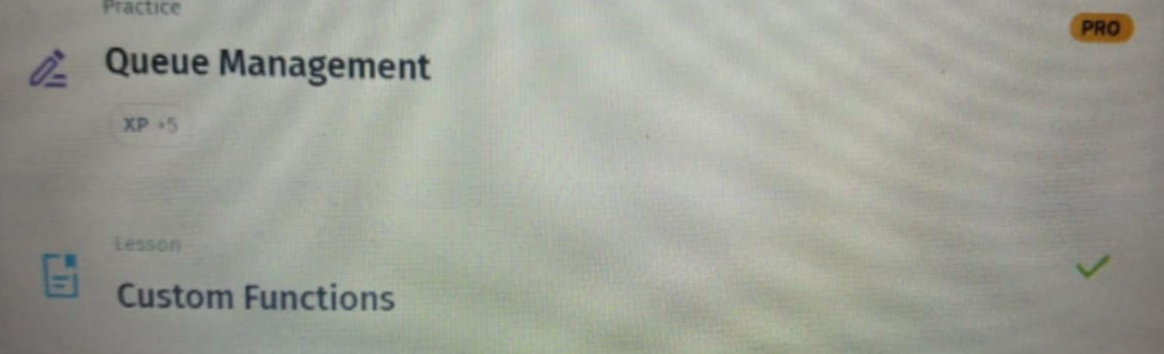 Practice
PRO
Queue Management
XP +5
Lesson
Custom Functions